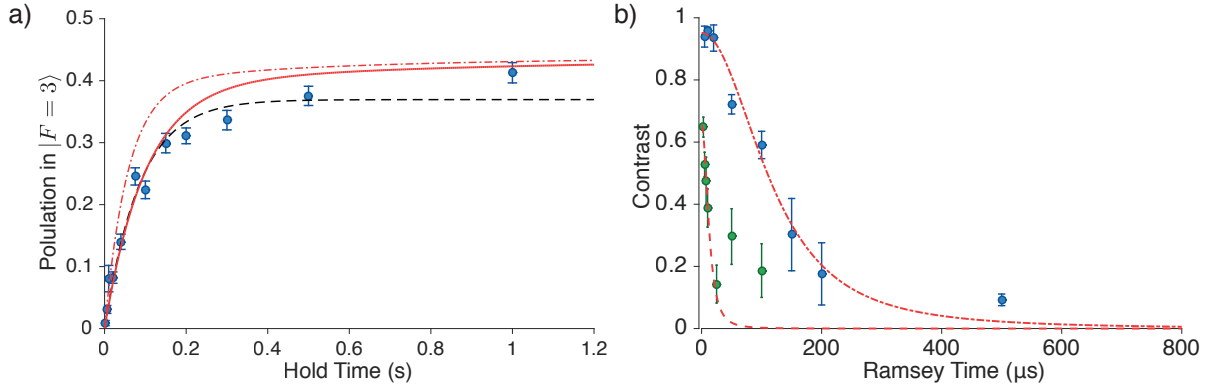 a)
Polulation in |F = 3⟩
0.5
0.4
0.3
0.2
0.1
0
0 0.2 0.4 0.6 0.8 1 1.2
Hold Time (s)
b)
Contrast
1
0.8
0.6
0.4
0.2
0
0 200 400 600 800
Ramsey Time (µs)